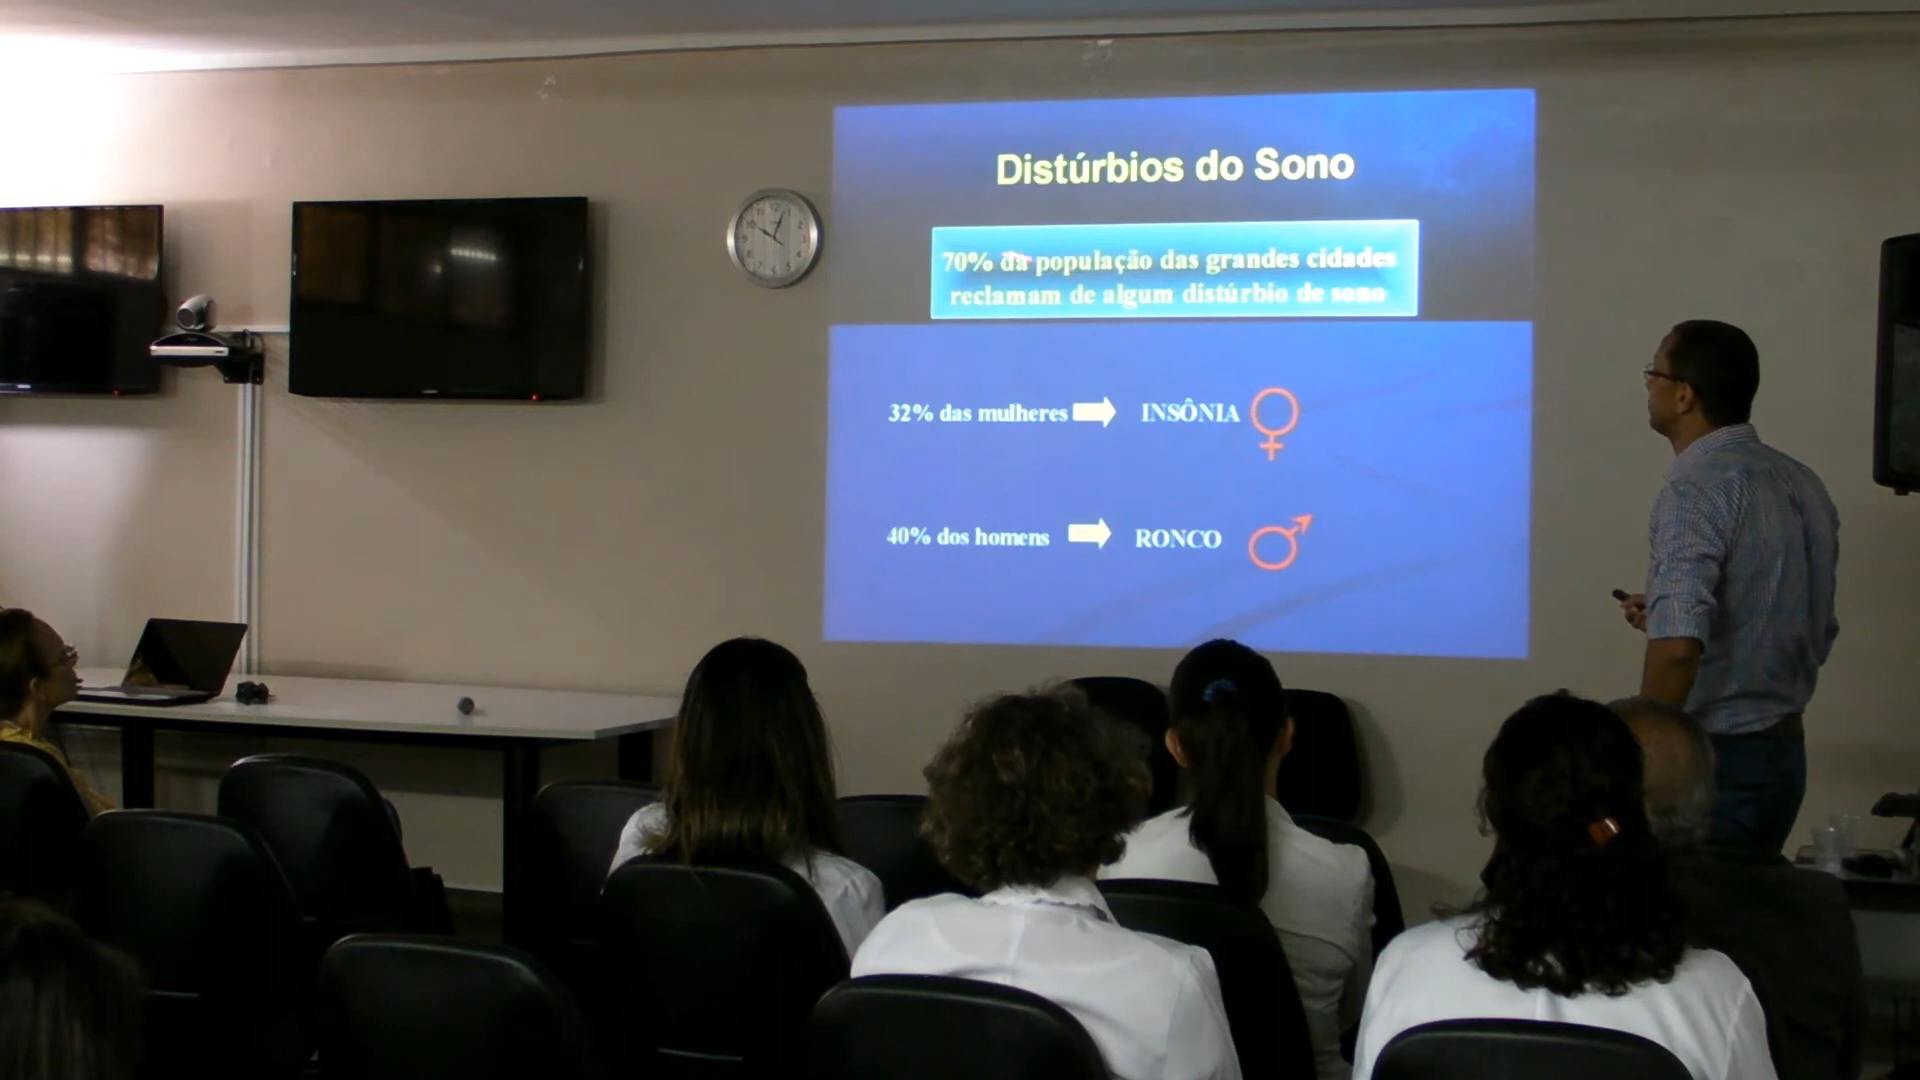 Distúrbios do Sono
70% da população das grandes cidades
reclamam de algum distúrbio de sono
32% das mulheres INSÔNIA
40% dos homens RONCO